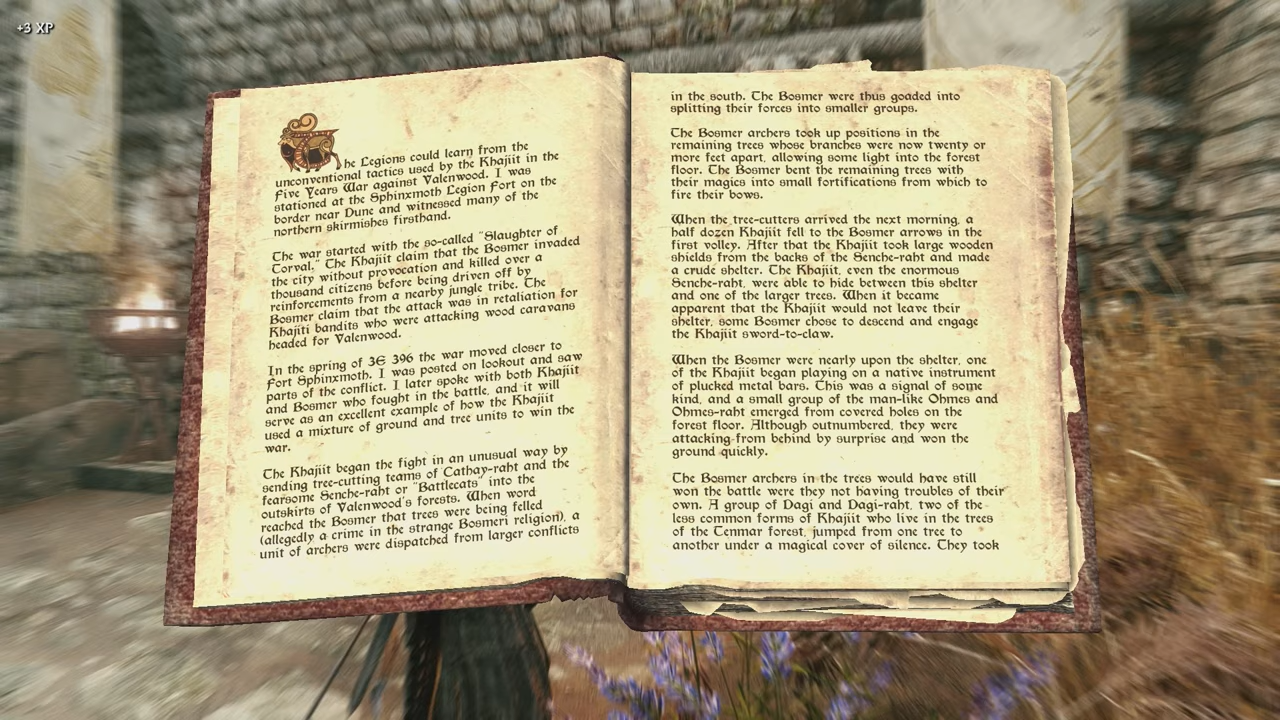 +3 XP
The Legions could learn from the
unconventional tactics used by the Khajiit in the
Five Years War against Valenwood. I was
stationed at the Sphinxmoth Legion Fort on the
border near Dune and witnessed many of the
northern skirmishes firsthand.
The war started with the so-called "Slaughter of
Torval." The Khajiit claim that the Bosmer invaded
the city without provocation and killed over a
thousand citizens before being driven off by
reinforcements from a nearby jungle tribe. The
Bosmer claim that the attack was in retaliation for
Khajiti bandits who were attacking wood caravans
headed for Valenwood.
In the spring of 3E 396 the war moved closer to
Fort Sphinxmoth. I was posted on lookout and saw
parts of the conflict. I later spoke with both Khajiit
and Bosmer who fought in the battle, and it will
serve as an excellent example of how the Khajiit
used a mixture of ground and tree units to win the
war.
The Khajiit began the fight in an unusual way by
sending tree-cutting teams of Cathay-raht and the
fearsome Senche-raht or "Battlecats" into the
outskirts of Valenwood's forests. When word
reached the Bosmer that trees were being felled
(allegedly a crime in the strange Bosmeri religion), a
unit of archers were dispatched from larger conflicts
in the south. The Bosmer were thus goaded into
splitting their forces into smaller groups.
The Bosmer archers took up positions in the
remaining trees whose branches were now twenty or
more feet apart, allowing some light into the forest
floor. The Bosmer bent the remaining trees with
their magics into small fortifications from which to
fire their bows.
When the tree-cutters arrived the next morning, a
half dozen Khajiit fell to the Bosmer arrows in the
first volley. After that the Khajiit took large wooden
shields from the backs of the Senche-raht and made
a crude shelter. The Khajiit, even the enormous
Senche-raht, were able to hide between this shelter
and one of the larger trees. When it became
apparent that the Khajiit would not leave their
shelter, some Bosmer chose to descend and engage
the Khajiit sword-to-claw.
When the Bosmer were nearly upon the shelter, one
of the Khajiit began playing on a native instrument
of plucked metal bars. This was a signal of some
kind, and a small group of the man-like Ohmes and
Ohmes-raht emerged from covered holes on the
forest floor. Although outnumbered, they were
attacking from behind by surprise and won the
ground quickly.
The Bosmer archers in the trees would have still
won the battle were they not having troubles of their
own. A group of Dagi and Dagi-raht, two of the
less common forms of Khajiit who live in the trees
of the Tenmar forest, jumped from one tree to
another under a magical cover of silence. They took